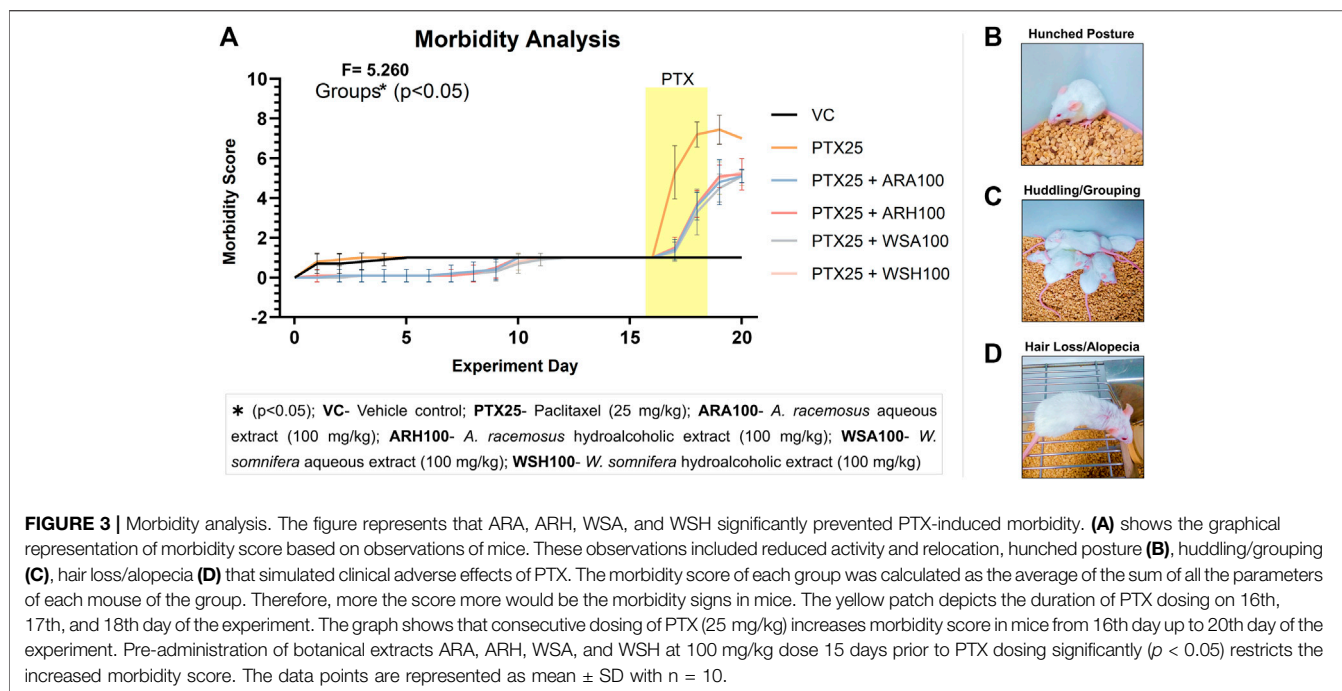 A
Morbidity Analysis
F= 5.260
Groups* (p<0.05)
PTX
Morbidity Score
10
8
6
4
2
0
-2
0
5
10
15
20
Experiment Day
VC
PTX25
PTX25 + ARA100
PTX25 + ARH100
PTX25 + WSA100
PTX25 + WSH100
* (p<0.05); VC- Vehicle control; PTX25- Paclitaxel (25 mg/kg); ARA100- A. racemosus aqueous
extract (100 mg/kg); ARH100- A. racemosus hydroalcoholic extract (100 mg/kg); WSA100- W.
somnifera aqueous extract (100 mg/kg); WSH100- W. somnifera hydroalcoholic extract (100 mg/kg)
B
Hunched Posture
C
Huddling/Grouping
D
Hair Loss/Alopecia
FIGURE 3 | Morbidity analysis. The figure represents that ARA, ARH, WSA, and WSH significantly prevented PTX-induced morbidity. (A) shows the graphical
representation of morbidity score based on observations of mice. These observations included reduced activity and relocation, hunched posture (B), huddling/grouping
(C), hair loss/alopecia (D) that simulated clinical adverse effects of PTX. The morbidity score of each group was calculated as the average of the sum of all the parameters
of each mouse of the group. Therefore, more the score more would be the morbidity signs in mice. The yellow patch depicts the duration of PTX dosing on 16th,
17th, and 18th day of the experiment. The graph shows that consecutive dosing of PTX (25 mg/kg) increases morbidity score in mice from 16th day up to 20th day of the
experiment. Pre-administration of botanical extracts ARA, ARH, WSA, and WSH at 100 mg/kg dose 15 days prior to PTX dosing significantly (p < 0.05) restricts the
increased morbidity score. The data points are represented as mean ± SD with n = 10.